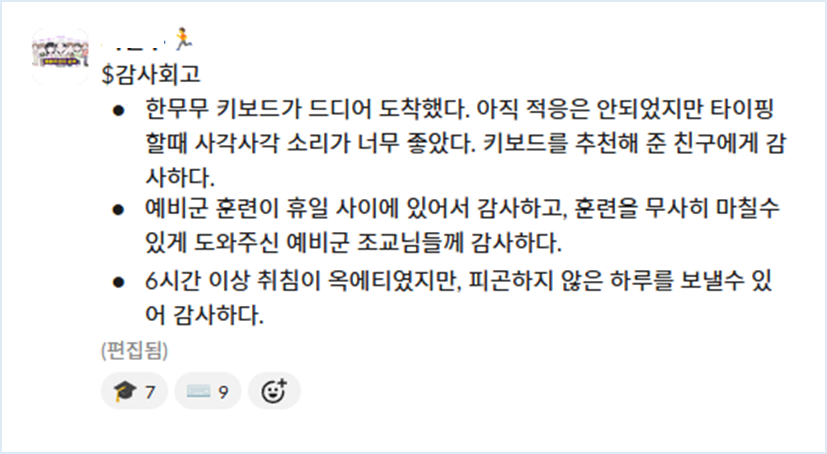 $감사회고
● 한무무 키보드가 드디어 도착했다. 아직 적응은 안되었지만 타이핑
할때 사각사각 소리가 너무 좋았다. 키보드를 추천해 준 친구에게 감
사하다.
● 예비군 훈련이 휴일 사이에 있어서 감사하고, 훈련을 무사히 마칠수
있게 도와주신 예비군 조교님들께 감사하다.
● 6시간 이상 취침이 옥에티였지만, 피곤하지 않은 하루를 보낼수 있
어 감사하다.
(편집됨)
7 9